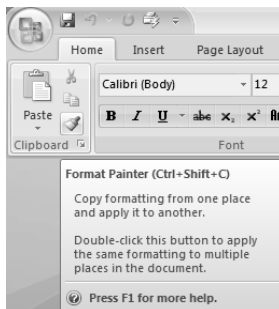 Home Insert Page Layout
Calibri (Body) 12
Paste B I U abc x₂ x²
Clipboard Font
Format Painter (Ctrl+Shift+C)
Copy formatting from one place
and apply it to another.
Double-click this button to apply
the same formatting to multiple
places in the document.
Press F1 for more help.